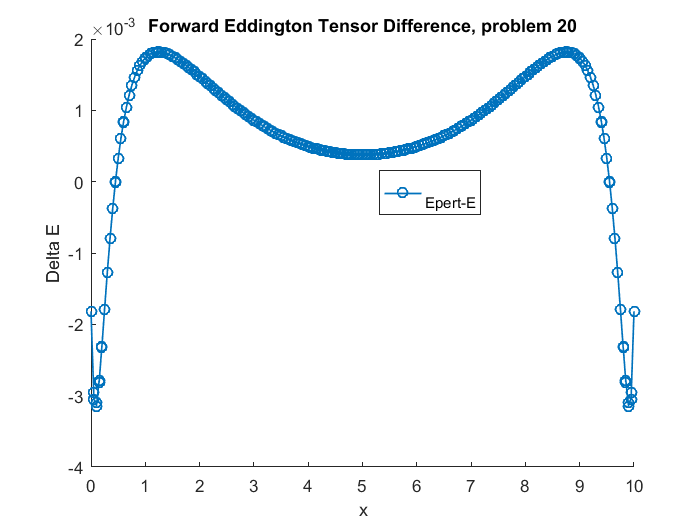 ×10⁻³
Forward Eddington Tensor Difference, problem 20
2
1
0
-1
-2
-3
-4
Delta E
Epert-E
0 1 2 3 4 5 6 7 8 9 10
x